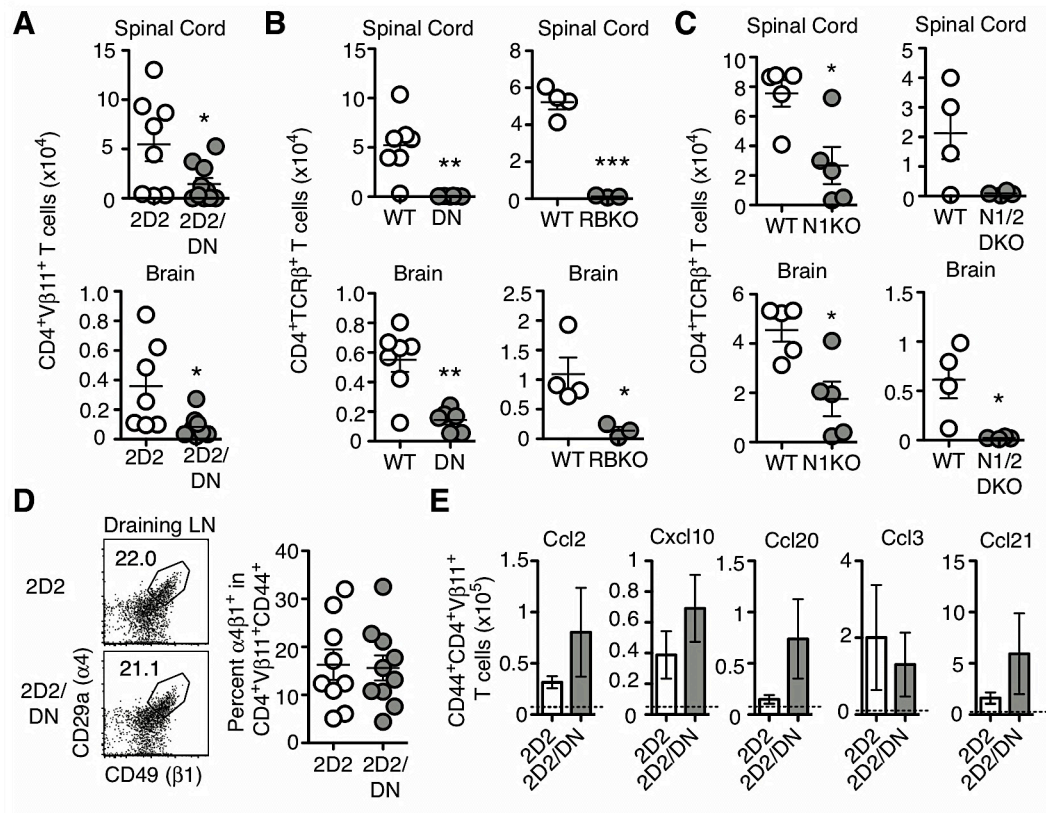 A
Spinal Cord
CD4+Vβ11+ T cells (x10⁴)
15
10
5
0
*
2D2
2D2/
DN
Brain
1.0
0.8
0.6
0.4
0.2
0
*
2D2
2D2/
DN
B
Spinal Cord
CD4+TCRβ+ T cells (x10⁴)
15
10
5
0
**
WT
DN
Spinal Cord
8
6
4
2
0
***
WT
RBKO
Brain
1.0
0.8
0.6
0.4
0.2
0
**
WT
DN
Brain
2.5
2
1.5
1
0.5
0
*
WT
RBKO
C
Spinal Cord
CD4+TCRβ+ T cells (x10⁴)
10
8
6
4
2
0
*
WT
N1KO
Spinal Cord
5
4
3
2
1
0
WT
N1/2
DKO
Brain
6
4
2
0
*
WT
N1KO
Brain
1.5
1
0.5
0
*
WT
N1/2
DKO
D
Draining LN
2D2
22.0
2D2/
DN
21.1
CD29a (α4)
CD49 (β1)
Percent α4β1+ in
CD4+Vβ11+CD44+
40
30
20
10
0
2D2
2D2/
DN
E
CD44+CD4+Vβ11+
T cells (x10⁵)
Ccl2
1.5
1
0.5
0
2D2
2D2/DN
Cxcl10
1
0.8
0.6
0.4
0.2
0
2D2
2D2/DN
Ccl20
1.5
1
0.5
0
2D2
2D2/DN
Ccl3
4
2
0
2D2
2D2/DN
Ccl21
15
10
5
0
2D2
2D2/DN